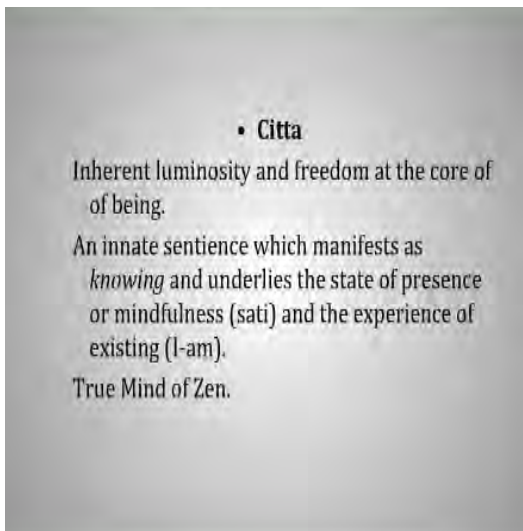 • Citta
Inherent luminosity and freedom at the core of
of being.
An innate sentience which manifests as
knowing and underlies the state of presence
or mindfulness (sati) and the experience of
existing (I-am).
True Mind of Zen.